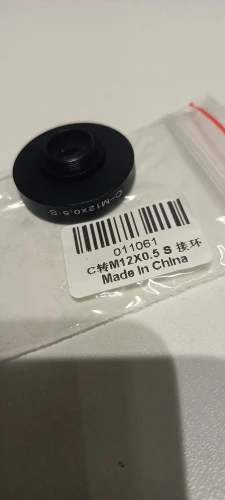 C-M12x0.5-S
011061
C转M12X0.5 S 接环
Made in China